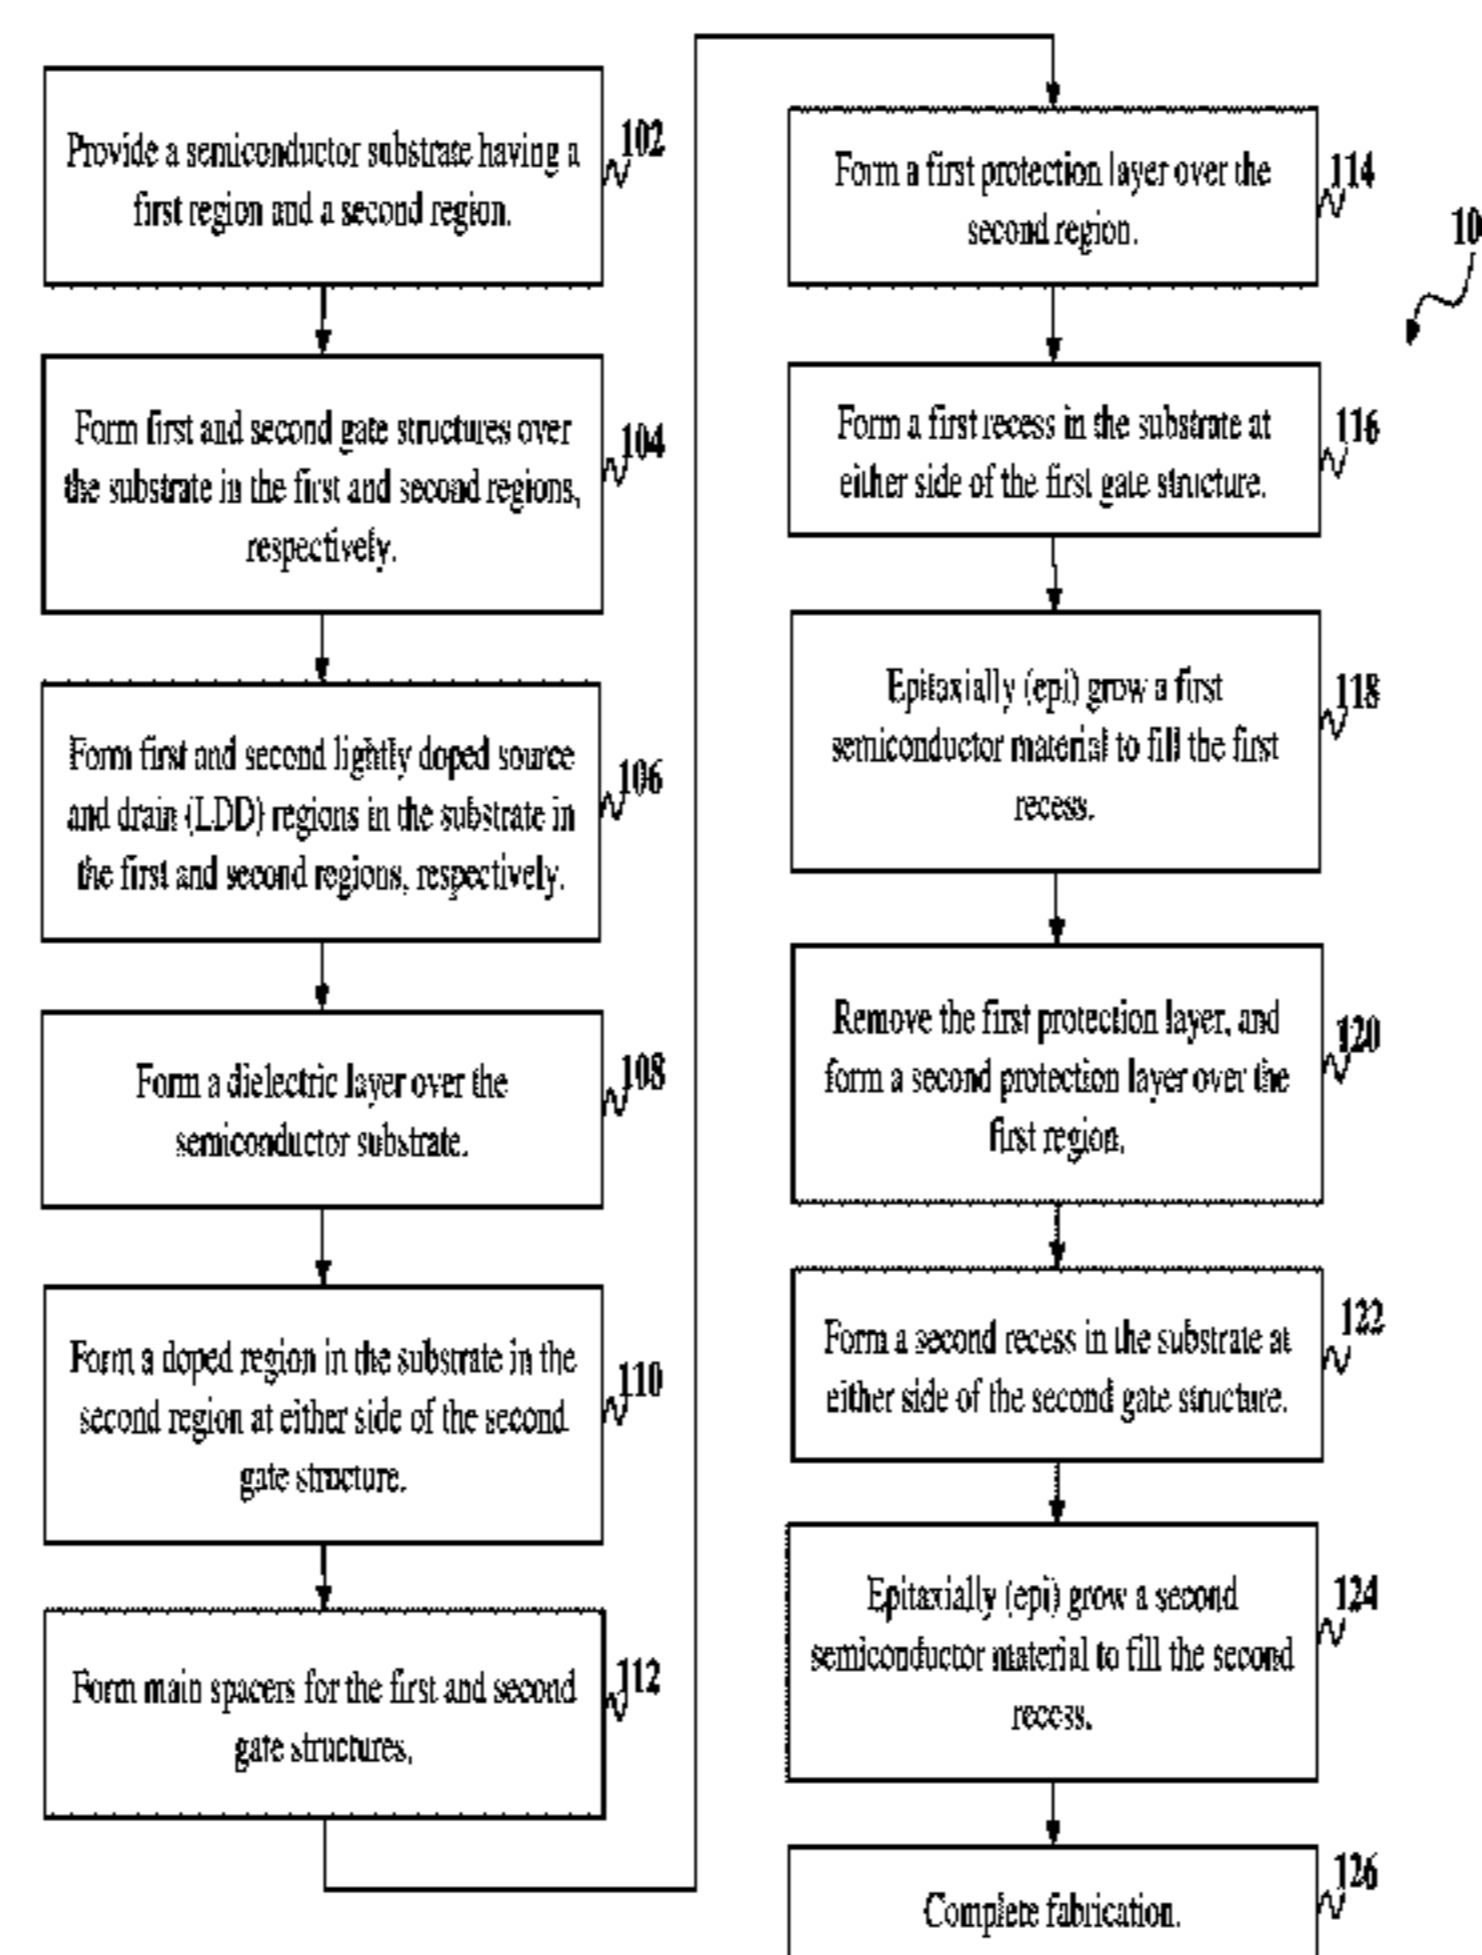 Provide a semiconductor substrate having a
first region and a second region.
102
Form first and second gate structures over
the substrate in the first and second regions,
respectively.
104
Form first and second lightly doped source
and drain (LDD) regions in the substrate in
the first and second regions, respectively.
106
Form a dielectric layer over the
semiconductor substrate.
108
Form a doped region in the substrate in the
second region at either side of the second
gate structure.
110
Form main spacers for the first and second
gate structures.
112
Form a first protection layer over the
second region.
114
10
Form a first recess in the substrate at
either side of the first gate structure.
116
Epitaxially (epi) grow a first
semiconductor material to fill the first
recess.
118
Remove the first protection layer, and
form a second protection layer over the
first region.
120
Form a second recess in the substrate at
either side of the second gate structure.
122
Epitaxially (epi) grow a second
semiconductor material to fill the second
recess.
124
Complete fabrication.
126